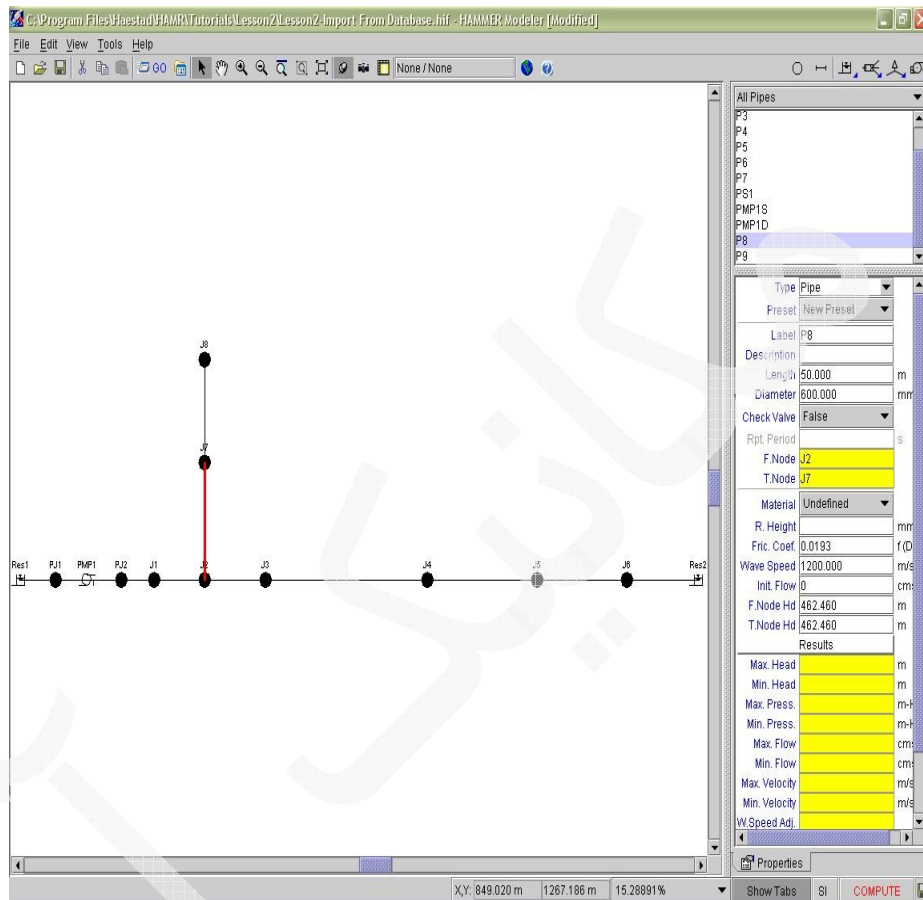 C:\Program Files\Haestad\HAMR\Tutorials\Lesson2\Lesson2-Import From Database.hif - HAMMER Modeler [Modified]
File Edit View Tools Help
GO None / None
All Pipes
P3
P4
P5
P6
P7
PS1
PMP1S
PMP1D
P8
P9
Type Pipe
Preset New Preset
Label P8
Description
Length 50.000 m
Diameter 600.000 mm
Check Valve False
Rpt. Period s
F.Node J2
T.Node J7
Material Undefined
R. Height mm
Fric. Coef. 0.0193 f (D
Wave Speed 1200.000 m/s
Init. Flow 0 cms
F.Node Hd 462.460 m
T.Node Hd 462.460 m
Results
Max. Head m
Min. Head m
Max. Press. m-H
Min. Press. m-H
Max. Flow cms
Min. Flow cms
Max. Velocity m/s
Min. Velocity m/s
W.Speed Adj.
Properties
J8
J7
Res1 PJ1 PMP1 PJ2 J1 J2 J3 J4 J5 J6 Res2
X,Y: 849.020 m 1267.186 m 15.28891% Show Tabs SI COMPUTE